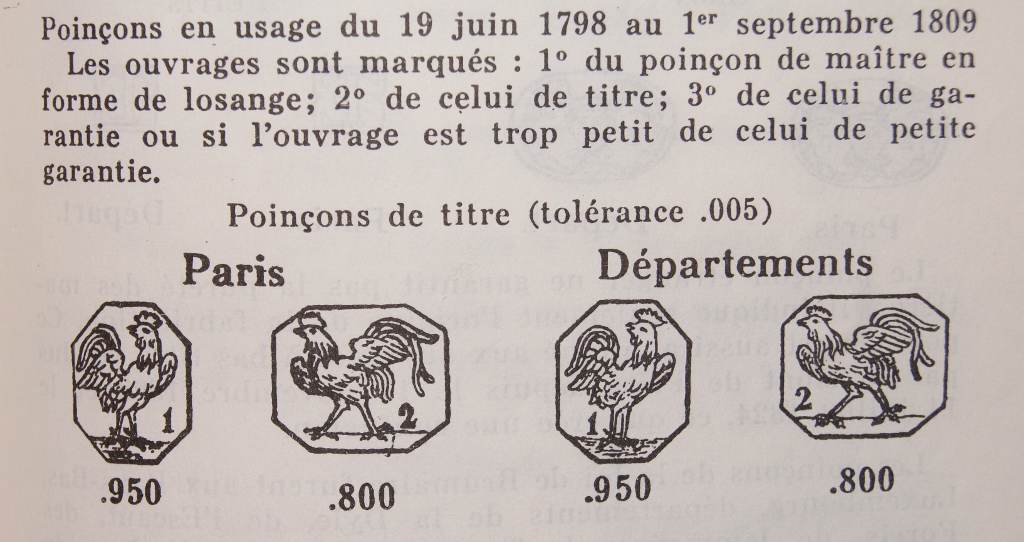 Poinçons en usage du 19 juin 1798 au 1er septembre 1809
Les ouvrages sont marqués : 1º du poinçon de maître en
forme de losange; 2º de celui de titre; 3º de celui de ga-
rantie ou si l'ouvrage est trop petit de celui de petite
garantie.
Poinçons de titre (tolérance .005)
Paris
Départements
1
2
1
2
.950
.800
.950
.800